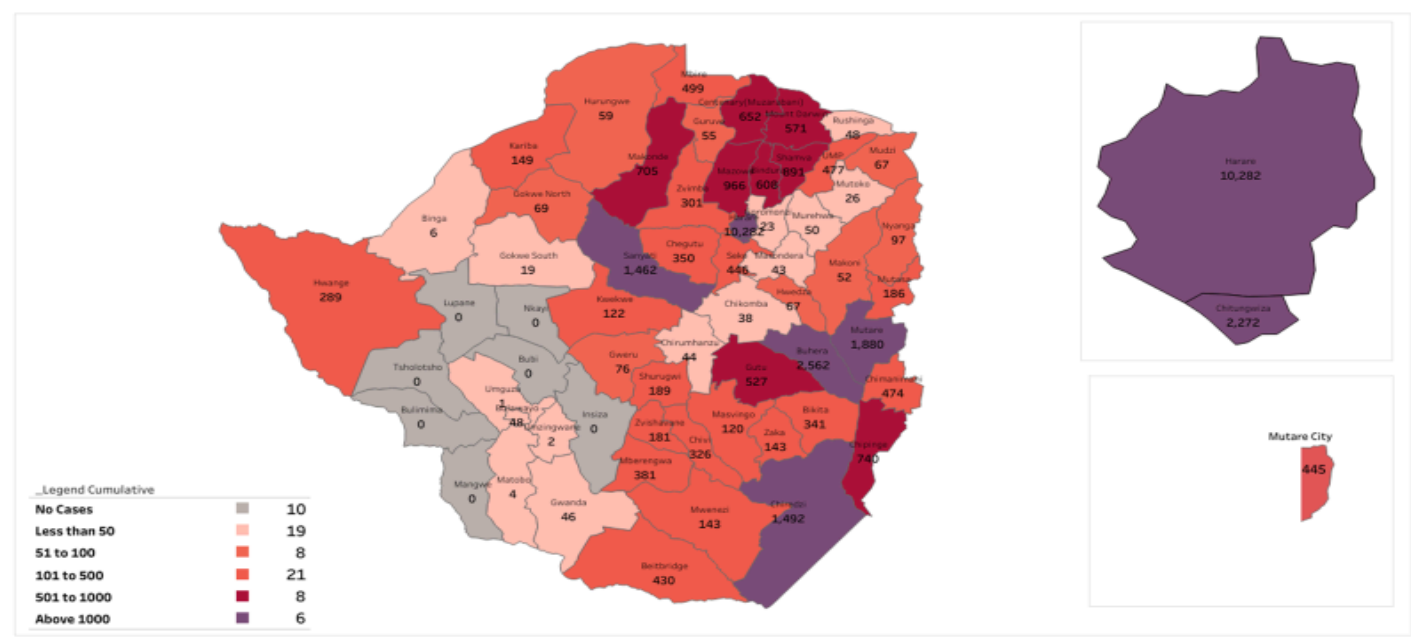 Mbire
499
Hurungwe
59
Centenary(Muzarabani)
652
Mount Darwin
571
Guruve
55
Rushinga
48
Kariba
149
Makonde
705
Shamva
891
UMP
477
Mudzi
67
Mazowe
966
Bindura
608
Mutoko
26
Gokwe North
69
Zvimba
301
Binga
6
Goromonzi
23
Murehwa
50
10,282
Nyanga
97
Chegutu
350
Gokwe South
19
Sanyati
1,462
Seke
446
Marondera
43
Makoni
52
Hwange
289
Mutasa
186
Lupane
0
Nkayi
0
Kwekwe
122
Hwedza
67
Chikomba
38
Mutare
1,880
Chirumhanzu
44
Buhera
2,562
Bubi
0
Gweru
76
Tsholotsho
0
Gutu
527
Shurugwi
189
Chimanimani
474
Umguza
1
Bulawayo
48
Bulimima
0
Insiza
0
Umzingwane
2
Zvishavane
181
Masvingo
120
Bikita
341
Zaka
143
Chivi
326
Chipinge
740
Mberengwa
381
Mangwe
0
Matobo
4
Gwanda
46
Mwenezi
143
Chiredzi
1,492
Beitbridge
430
Harare
10,282
Chitungwiza
2,272
Mutare City
445
_Legend Cumulative
No Cases 10
Less than 50 19
51 to 100 8
101 to 500 21
501 to 1000 8
Above 1000 6